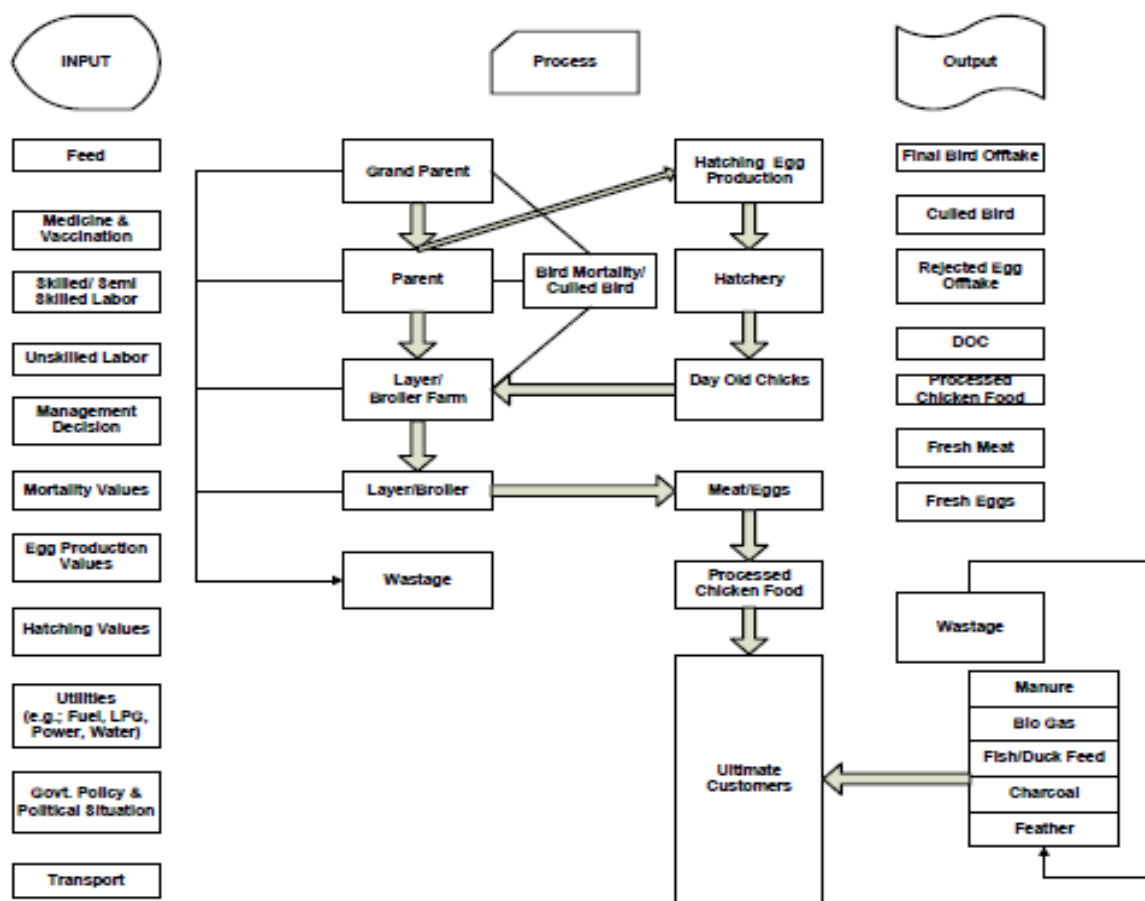 INPUT
Process
Output
Feed
Medicine &
Vaccination
Skilled/ Semi
Skilled Labor
Unskilled Labor
Management
Decision
Mortality Values
Egg Production
Values
Hatching Values
Utilities
(e.g.; Fuel, LPG,
Power, Water)
Govt. Policy &
Political Situation
Transport
Grand Parent
Parent
Layer/
Broiler Farm
Layer/Broiler
Wastage
Bird Mortality/
Culled Bird
Hatching Egg
Production
Hatchery
Day Old Chicks
Meat/Eggs
Processed
Chicken Food
Ultimate
Customers
Final Bird Offtake
Culled Bird
Rejected Egg
Offtake
DOC
Processed
Chicken Food
Fresh Meat
Fresh Eggs
Wastage
Manure
Bio Gas
Fish/Duck Feed
Charcoal
Feather